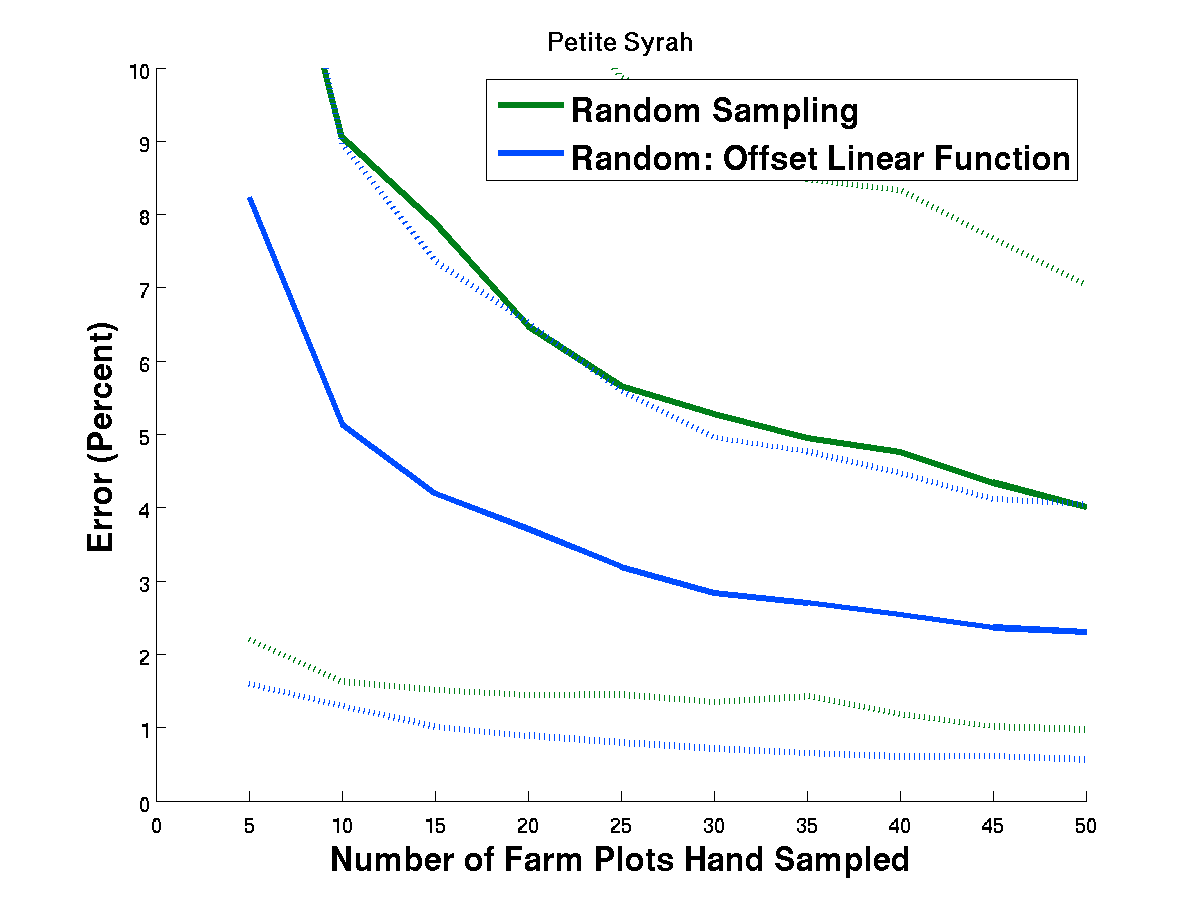 Petite Syrah
10
9
8
7
6
5
4
3
2
1
0
Error (Percent)
Random Sampling
Random: Offset Linear Function
0 5 10 15 20 25 30 35 40 45 50
Number of Farm Plots Hand Sampled